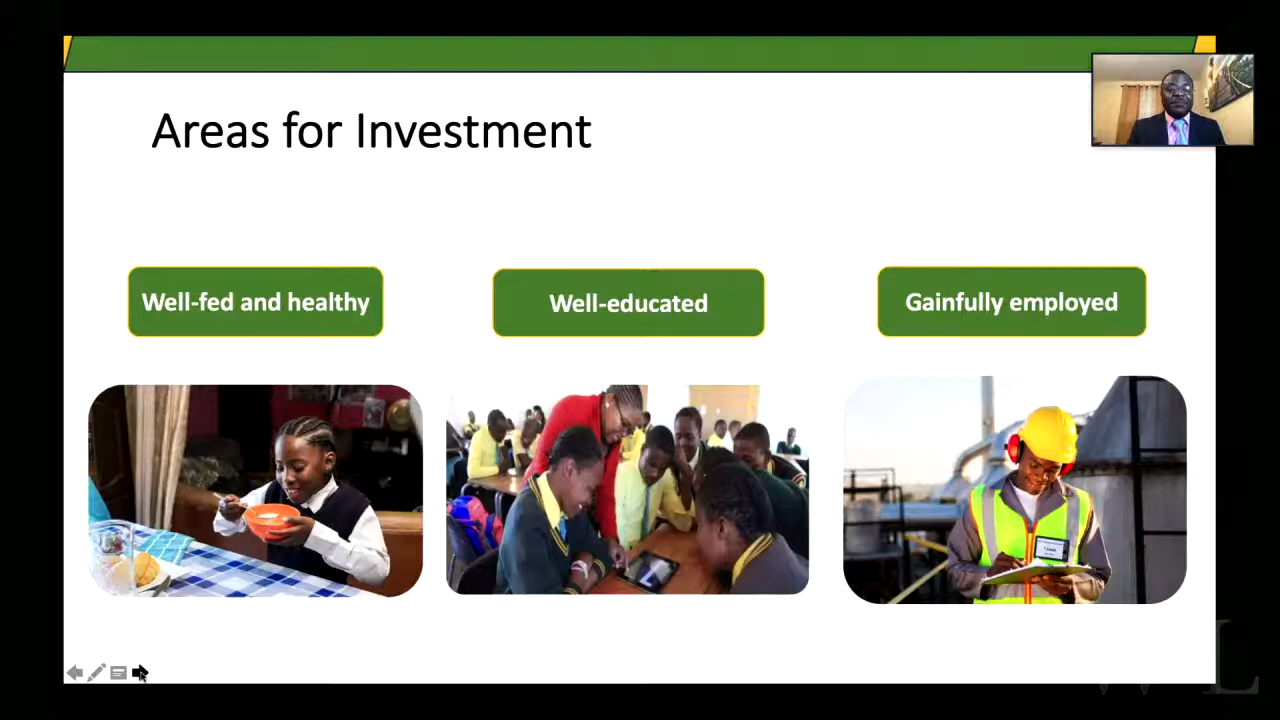 Areas for Investment
Well-fed and healthy
Well-educated
Gainfully employed